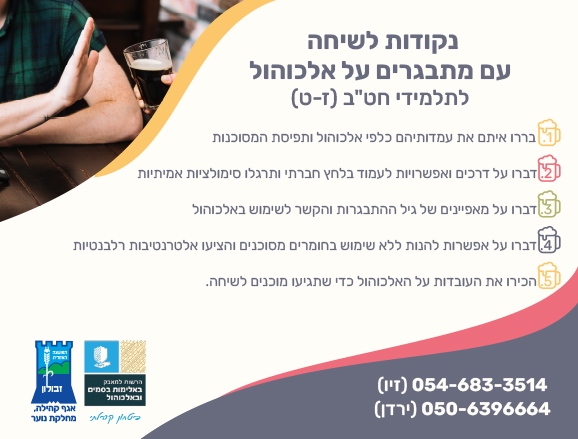 נקודות לשיחה
עם מתבגרים על אלכוהול
לתלמידי חט"ב (ז-ט)
1. בררו איתם את עמדותיהם כלפי אלכוהול ותפיסת המסוכנות
2. דברו על דרכים ואפשרויות לעמוד בלחץ חברתי ותרגלו סימולציות אמיתיות
3. דברו על מאפיינים של גיל ההתבגרות והקשר לשימוש באלכוהול
4. דברו על אפשרות להנות ללא שימוש בחומרים מסוכנים והציעו אלטרנטיבות רלבנטיות
5. הכירו את העובדות על האלכוהול כדי שתגיעו מוכנים לשיחה.
054-683-3514 (זיו)
050-6396664 (ירדן)
הרשות למאבק
באלימות בסמים
ובאלכוהול
ביטחון קהילתי
המועצה
האזורית
זבולון
אגף קהילה,
מחלקת נוער